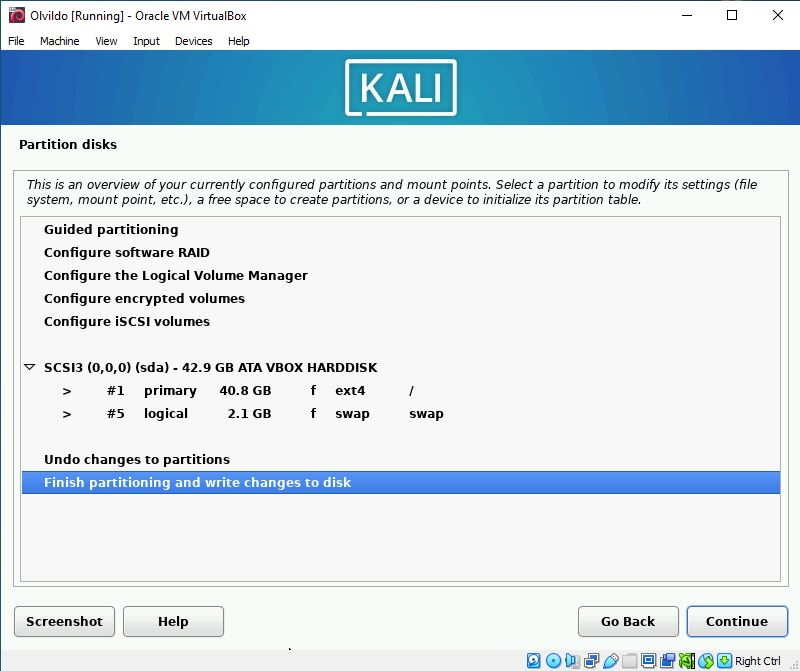 Olvildo [Running] - Oracle VM VirtualBox
File Machine View Input Devices Help
KALI
Partition disks
This is an overview of your currently configured partitions and mount points. Select a partition to modify its settings (file
system, mount point, etc.), a free space to create partitions, or a device to initialize its partition table.
Guided partitioning
Configure software RAID
Configure the Logical Volume Manager
Configure encrypted volumes
Configure iSCSI volumes
SCSI3 (0,0,0) (sda) - 42.9 GB ATA VBOX HARDDISK
> #1 primary 40.8 GB f ext4 /
> #5 logical 2.1 GB f swap swap
Undo changes to partitions
Finish partitioning and write changes to disk
Screenshot Help Go Back Continue
Right Ctrl